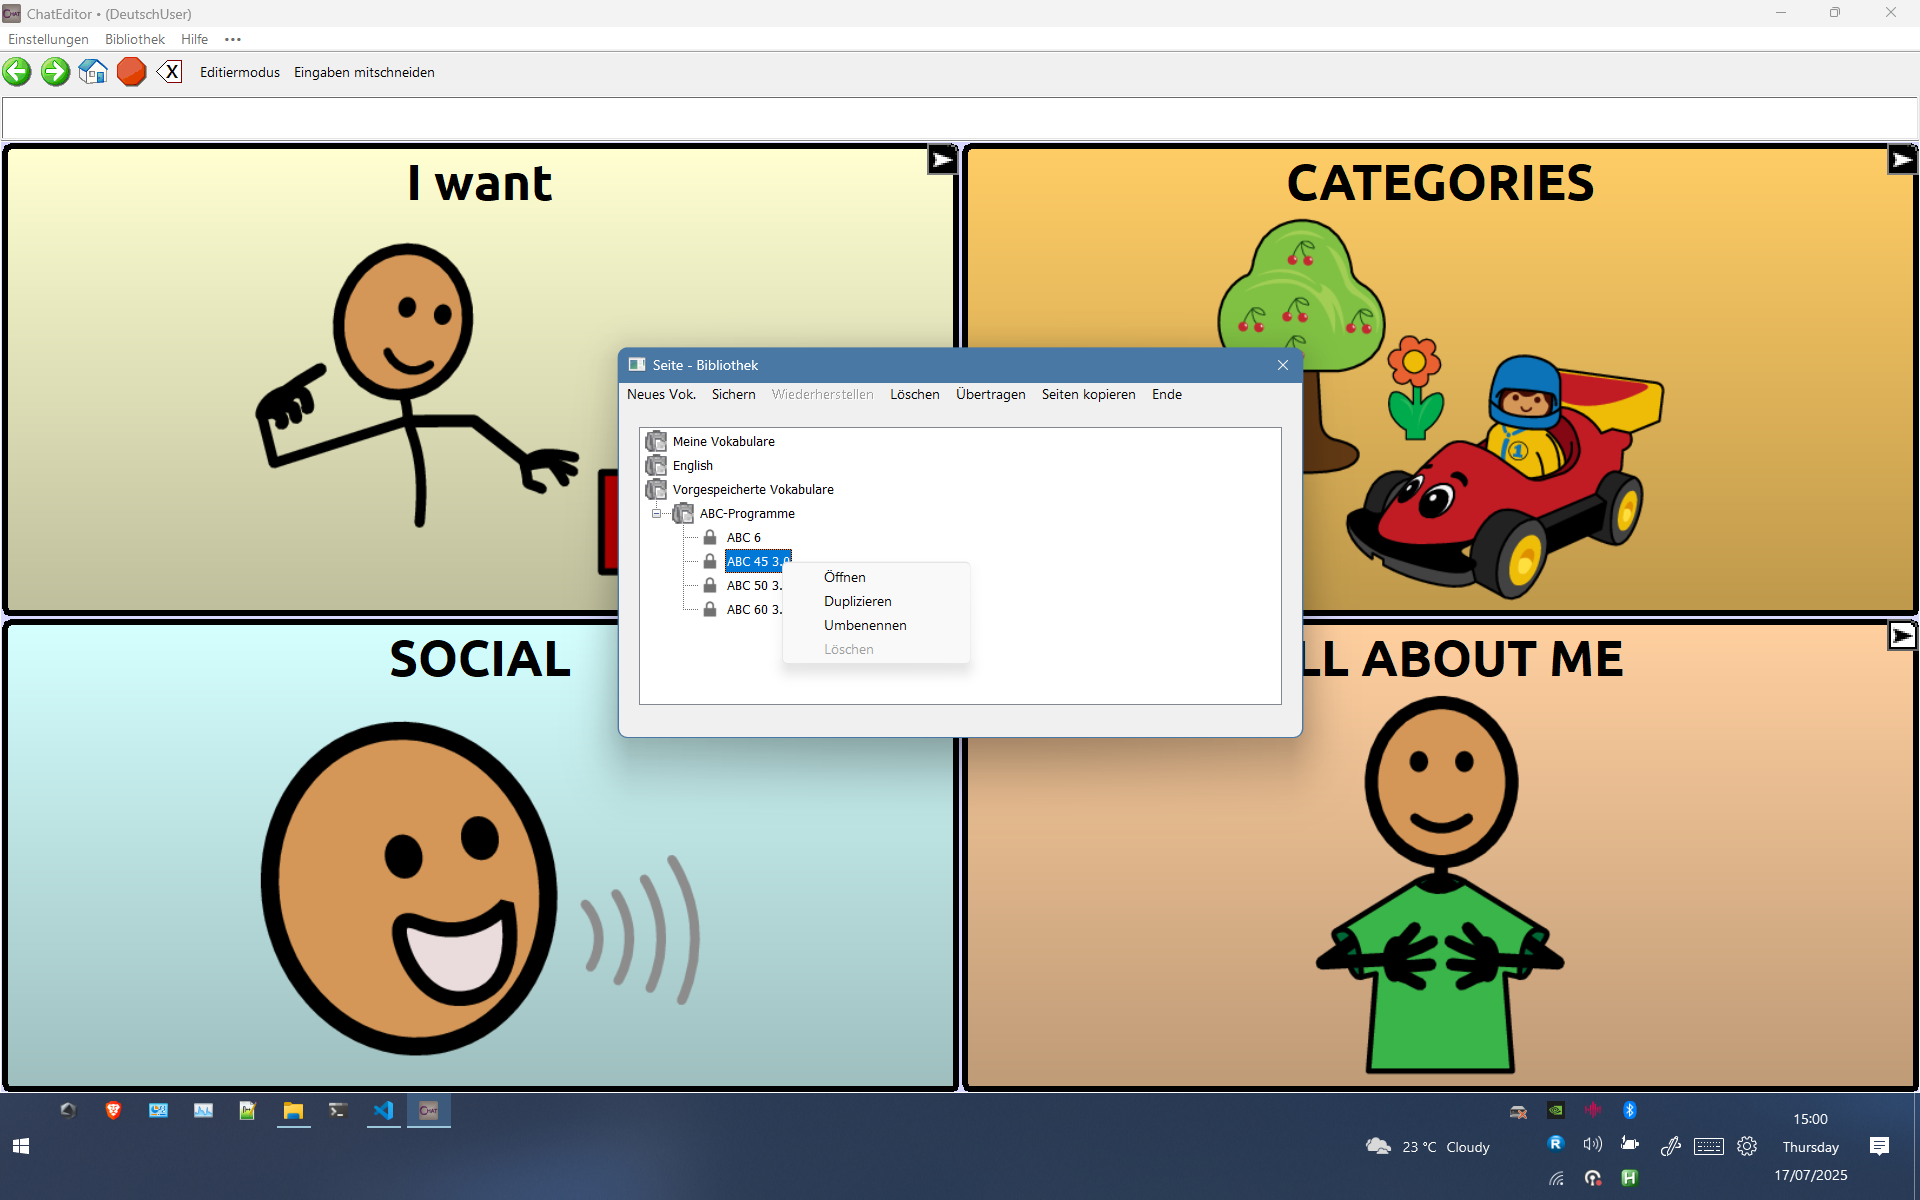 ChatEditor • (DeutschUser)
Einstellungen Bibliothek Hilfe •••
X Editiermodus Eingaben mitschneiden
I want
CATEGORIES
Seite - Bibliothek
Neues Vok. Sichern Wiederherstellen Löschen Übertragen Seiten kopieren Ende
Meine Vokabulare
English
Vorgespeicherte Vokabulare
ABC-Programme
ABC 6
ABC 45 3.0
ABC 50 3.
ABC 60 3.
Öffnen
Duplizieren
Umbenennen
Löschen
1
SOCIAL
LL ABOUT ME
CHAT
23 °C Cloudy
R
H
15:00
Thursday
17/07/2025